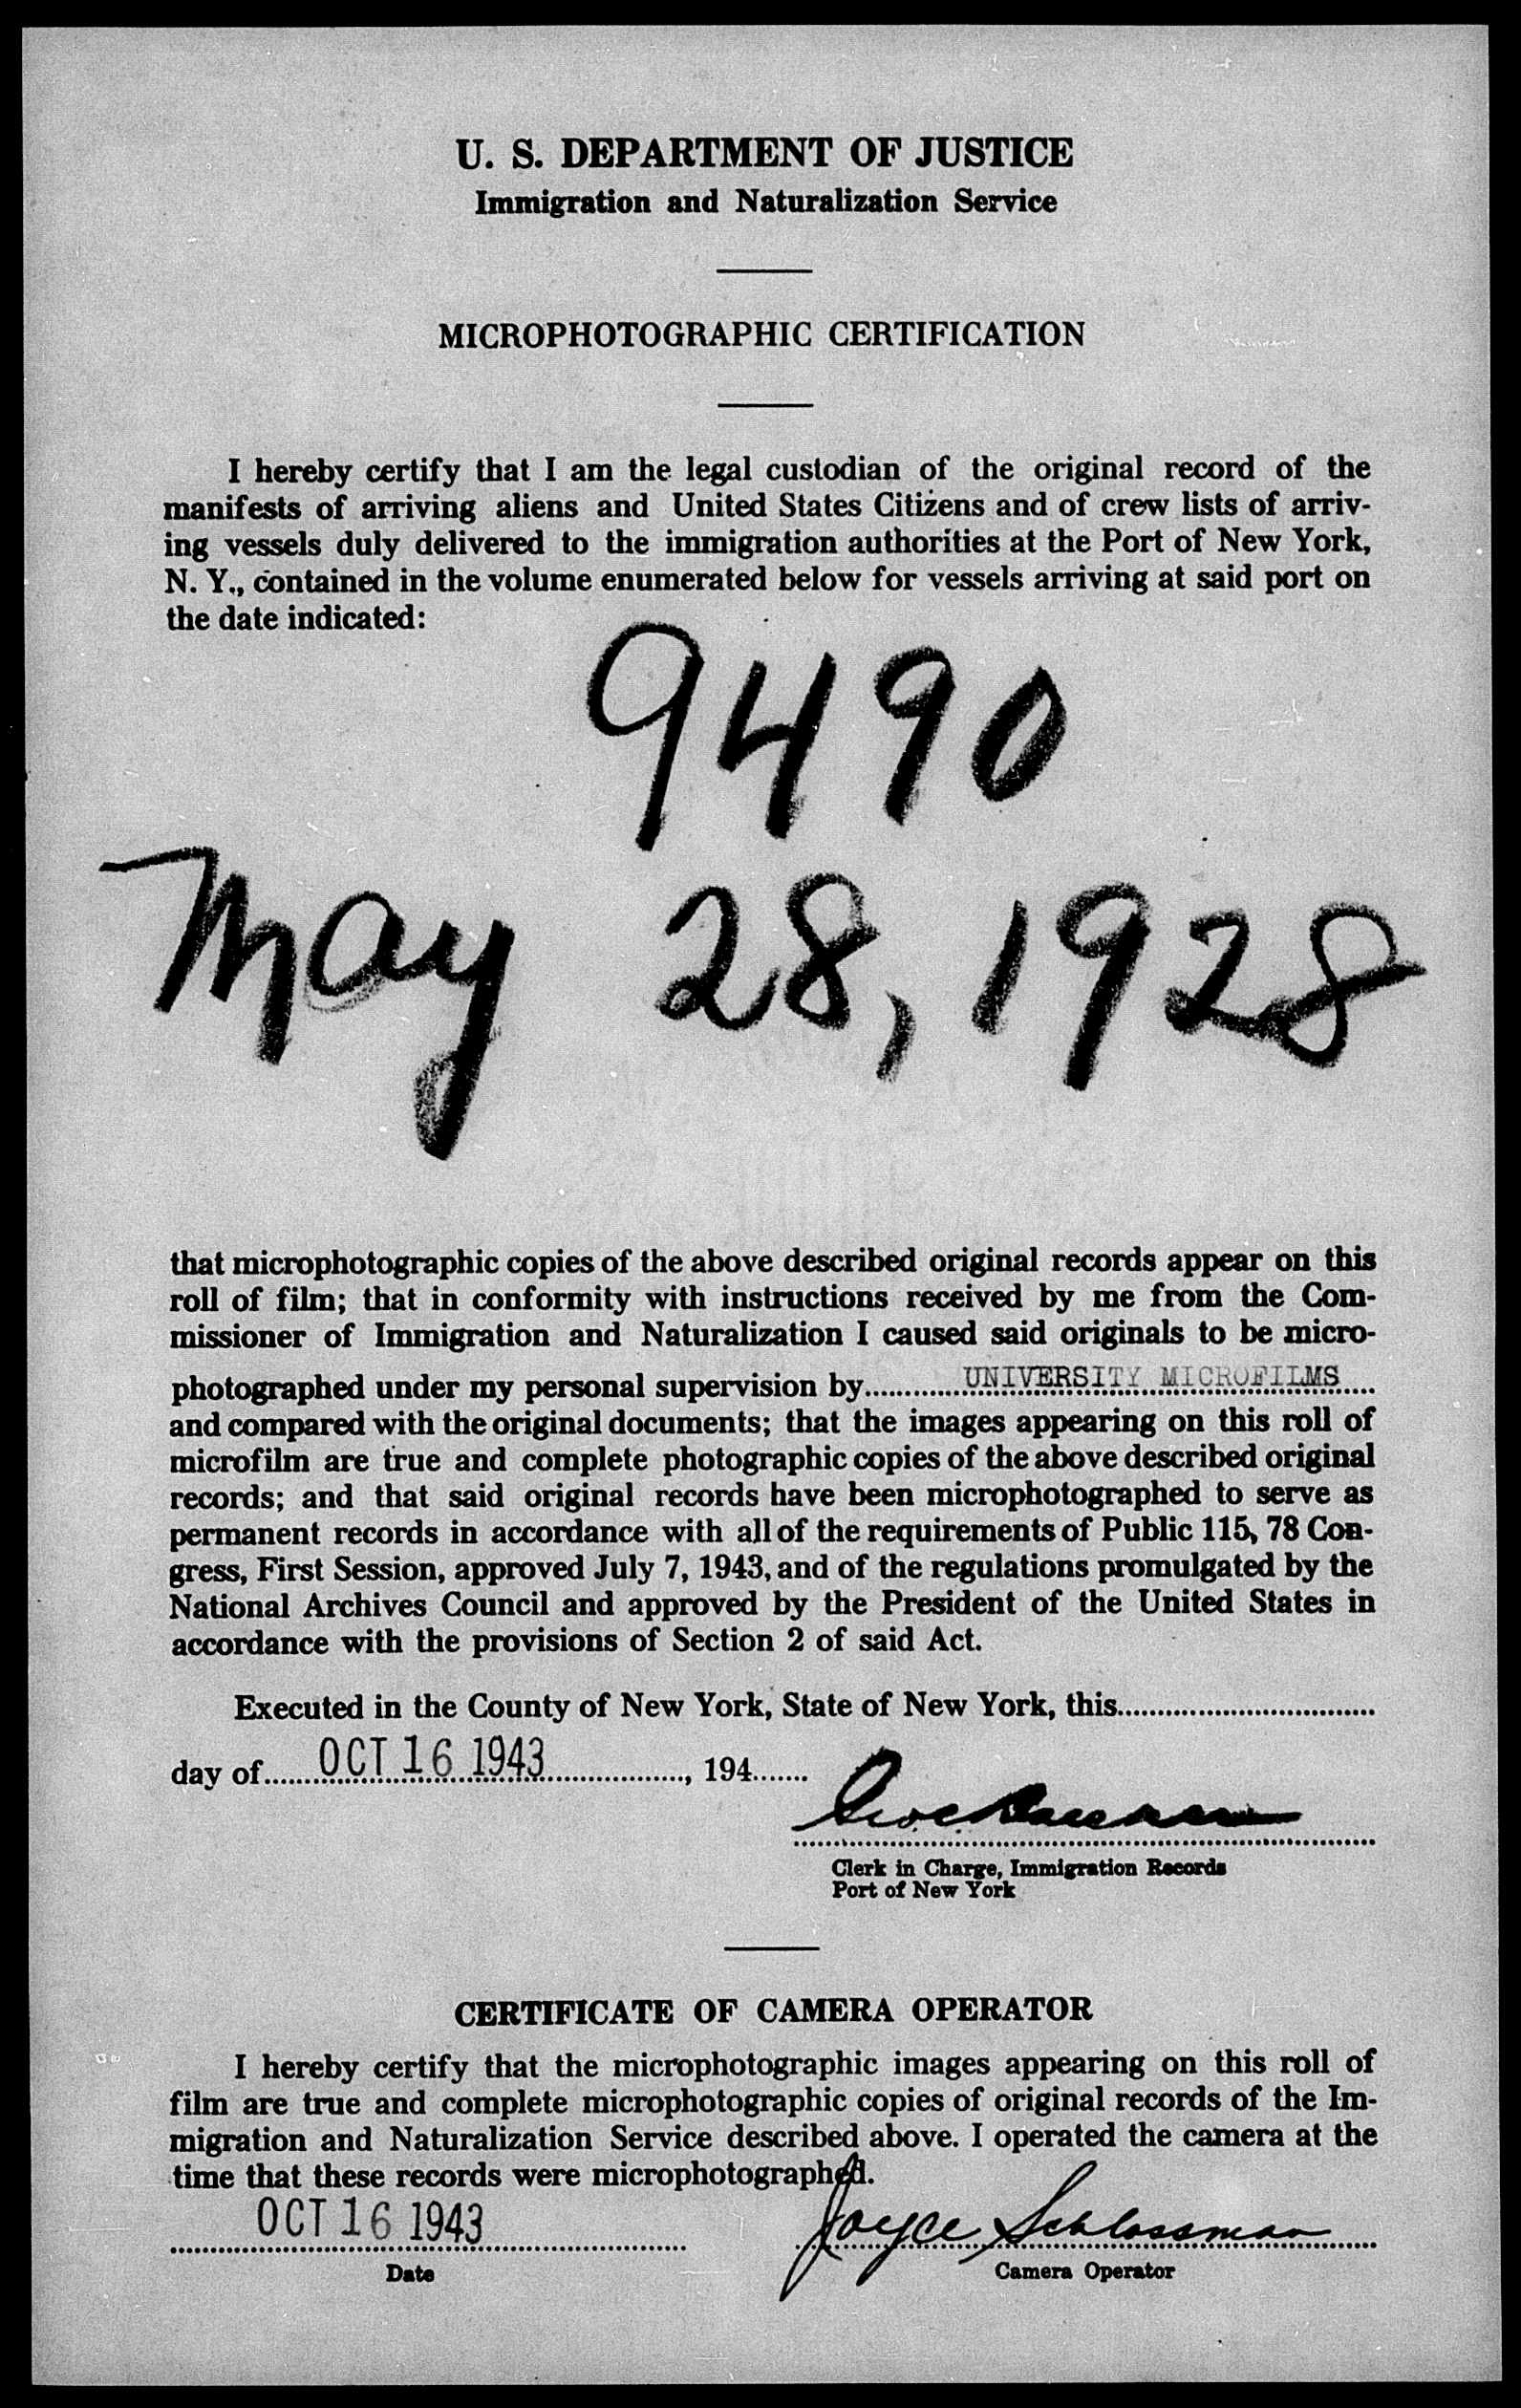 U. S. DEPARTMENT OF JUSTICE
Immigration and Naturalization Service
MICROPHOTOGRAPHIC CERTIFICATION
I hereby certify that I am the legal custodian of the original record of the
manifests of arriving aliens and United States Citizens and of crew lists of arriv-
ing vessels duly delivered to the immigration authorities at the Port of New York,
N. Y., contained in the volume enumerated below for vessels arriving at said port on
the date indicated:
9490
May 28, 1928
that microphotographic copies of the above described original records appear on this
roll of film; that in conformity with instructions received by me from the Com-
missioner of Immigration and Naturalization I caused said originals to be micro-
photographed under my personal supervision by............UNIVERSITY MICROFILMS....
and compared with the original documents; that the images appearing on this roll of
microfilm are true and complete photographic copies of the above described original
records; and that said original records have been microphotographed to serve as
permanent records in accordance with all of the requirements of Public 115, 78 Con-
gress, First Session, approved July 7, 1943, and of the regulations promulgated by the
National Archives Council and approved by the President of the United States in
accordance with the provisions of Section 2 of said Act.
Executed in the County of New York, State of New York, this................................
day of.......OCT 16 1943.................., 194.......
Clerk in Charge, Immigration Records
Port of New York
CERTIFICATE OF CAMERA OPERATOR
I hereby certify that the microphotographic images appearing on this roll of
film are true and complete microphotographic copies of original records of the Im-
migration and Naturalization Service described above. I operated the camera at the
time that these records were microphotographed.
OCT 16 1943 Joyce Schlossman
Date Camera Operator